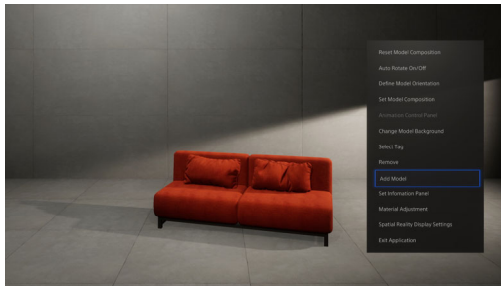 Reset Model Composition
Auto Rotate On/Off
Define Model Orientation
Set Model Composition
Animation Control Panel
Change Model Background
Select Tag
Remove
Add Model
Set Infomation Panel
Material Adjustment
Spatial Reality Display Settings
Exit Application